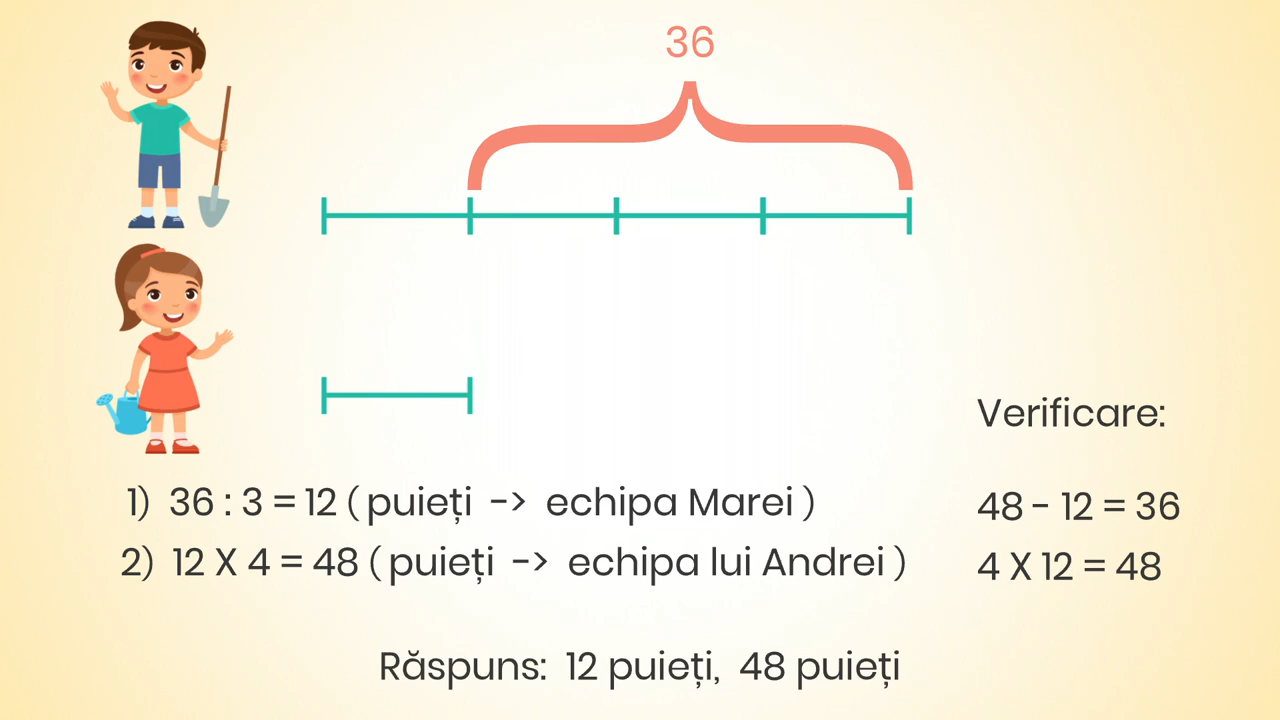 36
Verificare:
1) 36 : 3 = 12 ( puieți -> echipa Marei )
48 - 12 = 36
2) 12 X 4 = 48 ( puieți -> echipa lui Andrei )
4 X 12 = 48
Răspuns: 12 puieți, 48 puieți